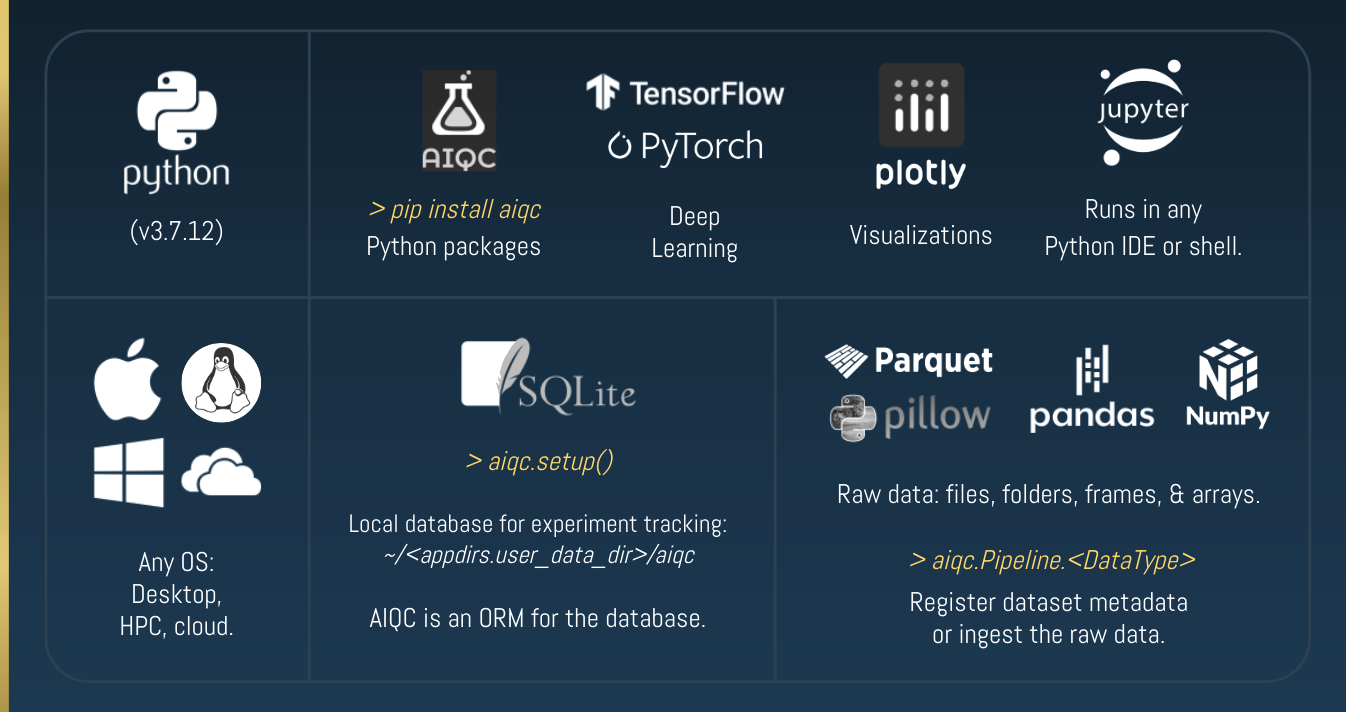 python
(v3.7.12)
AIQC
> pip install aiqc
Python packages
TensorFlow
PyTorch
Deep
Learning
plotly
Visualizations
jupyter
Runs in any
Python IDE or shell.
Any OS:
Desktop,
HPC, cloud.
SQLite
> aiqc.setup()
Local database for experiment tracking:
~/<appdirs.user_data_dir>/aiqc
AIQC is an ORM for the database.
Parquet
pillow
pandas
NumPy
Raw data: files, folders, frames, & arrays.
> aiqc.Pipeline.<DataType>
Register dataset metadata
or ingest the raw data.